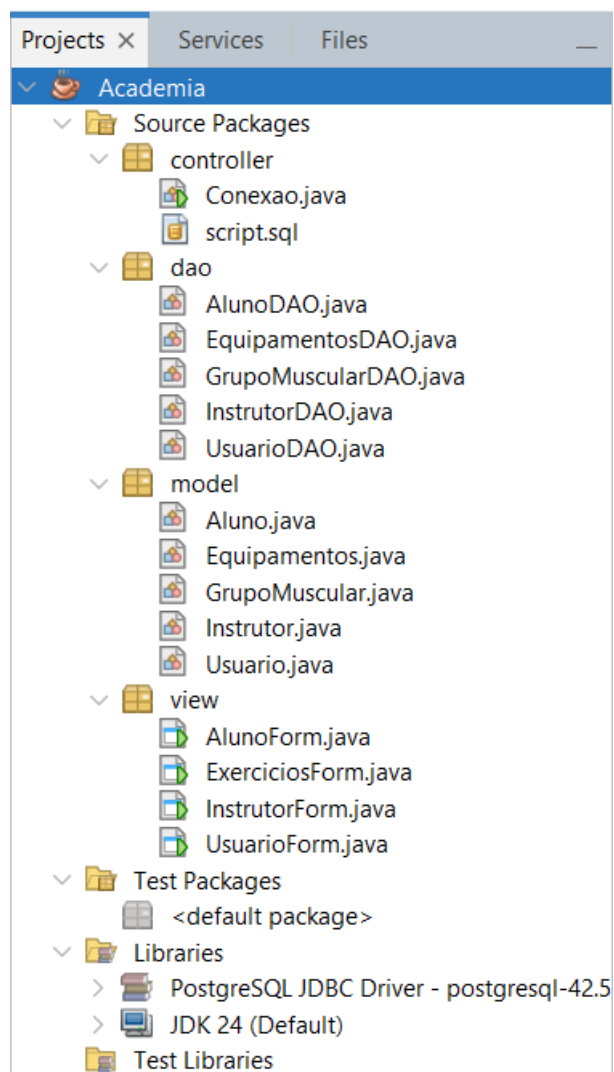 Projects × Services Files
Academia
Source Packages
controller
Conexao.java
script.sql
dao
AlunoDAO.java
EquipamentosDAO.java
GrupoMuscularDAO.java
InstrutorDAO.java
UsuarioDAO.java
model
Aluno.java
Equipamentos.java
GrupoMuscular.java
Instrutor.java
Usuario.java
view
AlunoForm.java
ExerciciosForm.java
InstrutorForm.java
UsuarioForm.java
Test Packages
<default package>
Libraries
PostgreSQL JDBC Driver - postgresql-42.5
JDK 24 (Default)
Test Libraries